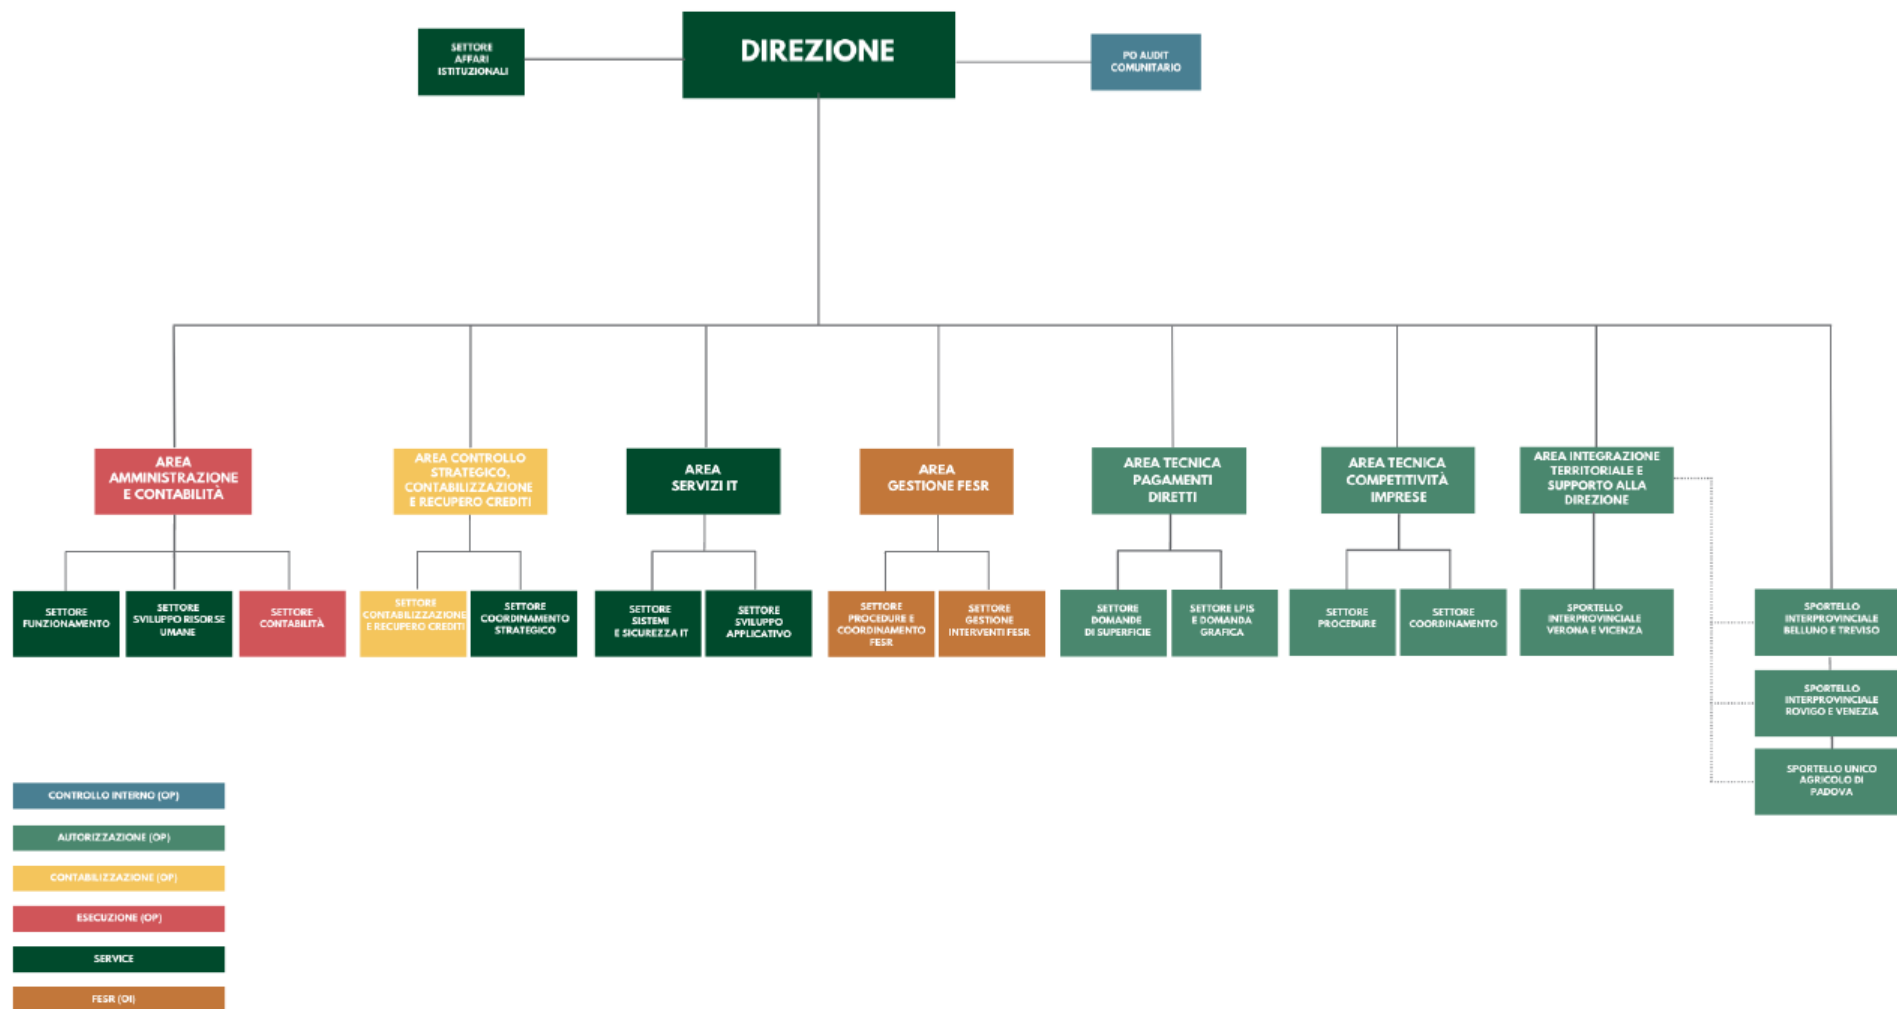 SETTORE
AFFARI
ISTITUZIONALI
DIREZIONE
PO AUDIT
COMUNITARIO
AREA
AMMINISTRAZIONE
E CONTABILITÀ
AREA CONTROLLO
STRATEGICO,
CONTABILIZZAZIONE
E RECUPERO CREDITI
AREA
SERVIZI IT
AREA
GESTIONE FESR
AREA TECNICA
PAGAMENTI
DIRETTI
AREA TECNICA
COMPETITIVITÀ
IMPRESE
AREA INTEGRAZIONE
TERRITORIALE E
SUPPORTO ALLA
DIREZIONE
SETTORE
FUNZIONAMENTO
SETTORE
SVILUPPO RISORSE
UMANE
SETTORE
CONTABILITÀ
SETTORE
CONTABILIZZAZIONE
E RECUPERO CREDITI
SETTORE
COORDINAMENTO
STRATEGICO
SETTORE
SISTEMI
E SICUREZZA IT
SETTORE
SVILUPPO
APPLICATIVO
SETTORE
PROCEDURE E
COORDINAMENTO
FESR
SETTORE
GESTIONE
INTERVENTI FESR
SETTORE
DOMANDE
DI SUPERFICIE
SETTORE LPIS
E DOMANDA
GRAFICA
SETTORE
PROCEDURE
SETTORE
COORDINAMENTO
SPORTELLO
INTERPROVINCIALE
VERONA E VICENZA
SPORTELLO
INTERPROVINCIALE
BELLUNO E TREVISO
SPORTELLO
INTERPROVINCIALE
ROVIGO E VENEZIA
SPORTELLO UNICO
AGRICOLO DI
PADOVA
CONTROLLO INTERNO (OP)
AUTORIZZAZIONE (OP)
CONTABILIZZAZIONE (OP)
ESECUZIONE (OP)
SERVICE
FESR (OI)